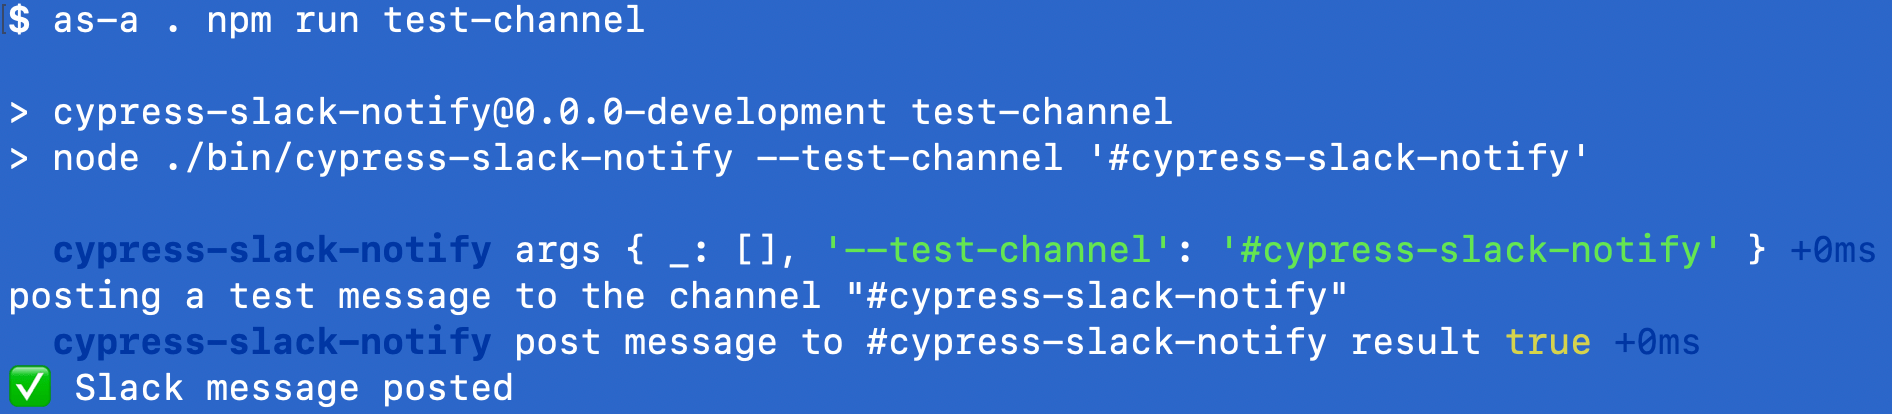 $ as-a . npm run test-channel
> cypress-slack-notify@0.0.0-development test-channel
> node ./bin/cypress-slack-notify --test-channel '#cypress-slack-notify'
cypress-slack-notify args { _: [], '--test-channel': '#cypress-slack-notify' } +0ms
posting a test message to the channel "#cypress-slack-notify"
cypress-slack-notify post message to #cypress-slack-notify result true +0ms
✅ Slack message posted